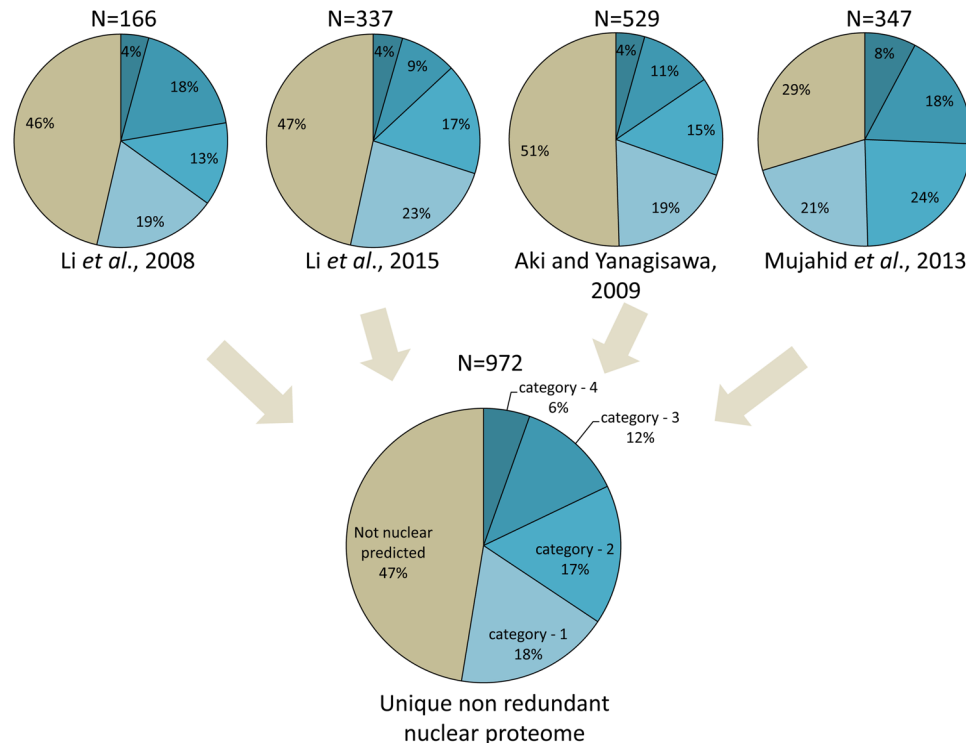 N=166
4%
18%
13%
19%
46%
Li et al., 2008
N=337
4%
9%
17%
23%
47%
Li et al., 2015
N=529
4%
11%
15%
19%
51%
Aki and Yanagisawa,
2009
N=347
8%
18%
24%
21%
29%
Mujahid et al., 2013
N=972
category - 4
6%
category - 3
12%
category - 2
17%
category - 1
18%
Not nuclear
predicted
47%
Unique non redundant
nuclear proteome